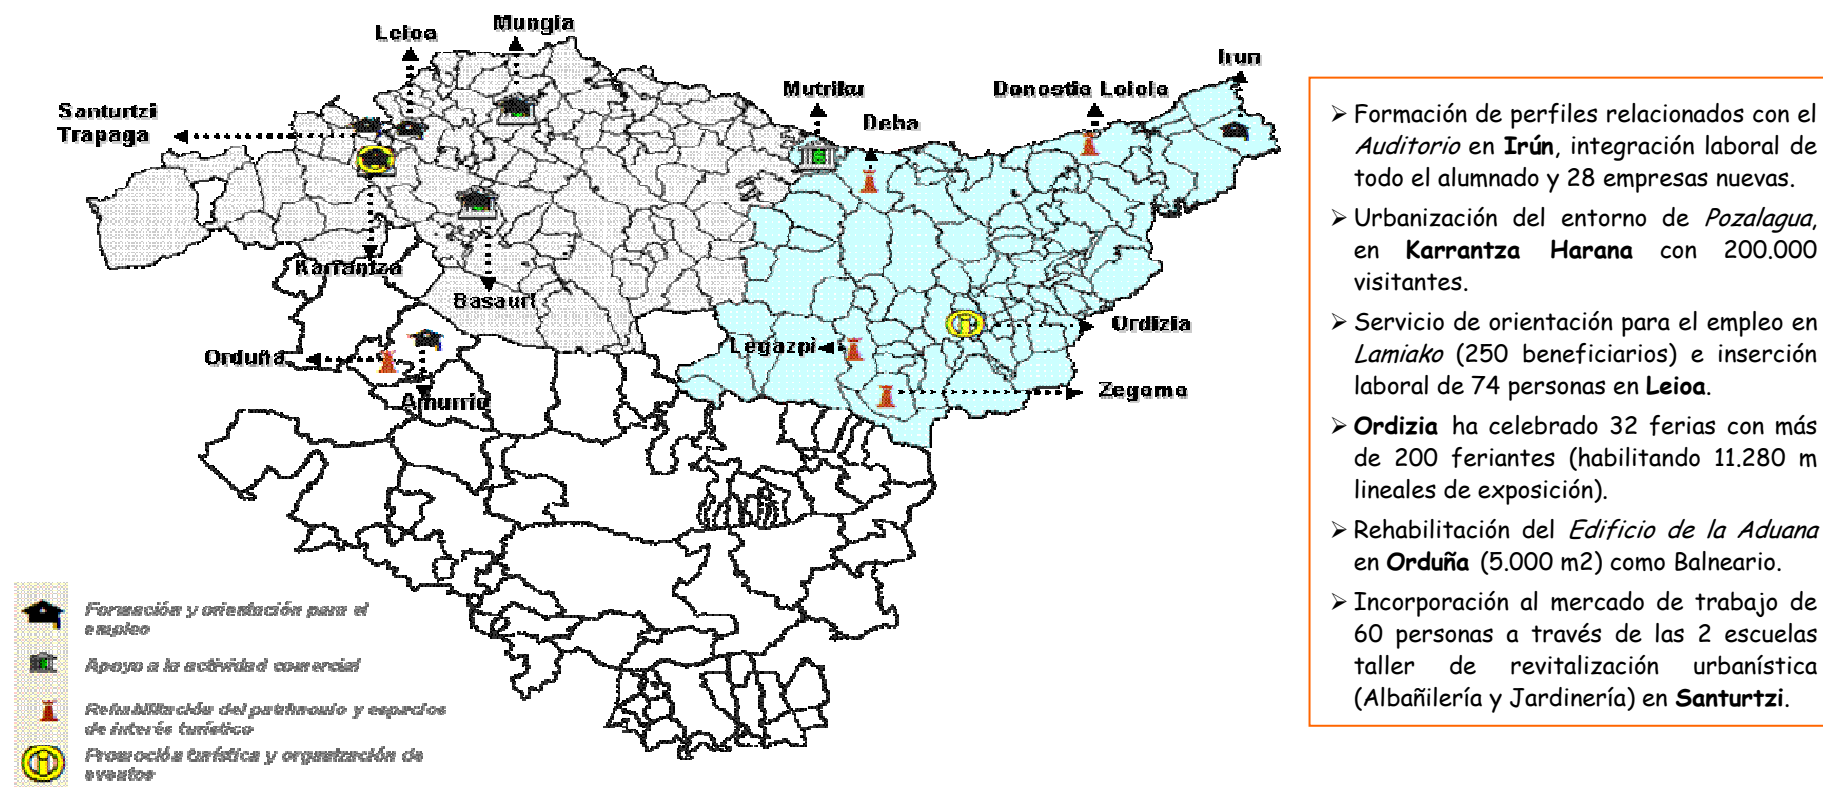 Mungia
Leioa
Irun
Mutriku
Donostia Loiola
Santurtzi
Trapaga
Deba
Karrantza
Basauri
Ordizia
Legazpi
Orduña
Zegama
Amurrio
Formación y orientación para el
empleo
Apoyo a la actividad comercial
Rehabilitación del patrimonio y espacios
de interés turístico
Promoción turística y organización de
eventos
➢ Formación de perfiles relacionados con el
Auditorio en Irún, integración laboral de
todo el alumnado y 28 empresas nuevas.
➢ Urbanización del entorno de Pozalagua,
en Karrantza Harana con 200.000
visitantes.
➢ Servicio de orientación para el empleo en
Lamiako (250 beneficiarios) e inserción
laboral de 74 personas en Leioa.
➢ Ordizia ha celebrado 32 ferias con más
de 200 feriantes (habilitando 11.280 m
lineales de exposición).
➢ Rehabilitación del Edificio de la Aduana
en Orduña (5.000 m2) como Balneario.
➢ Incorporación al mercado de trabajo de
60 personas a través de las 2 escuelas
taller de revitalización urbanística
(Albañilería y Jardinería) en Santurtzi.